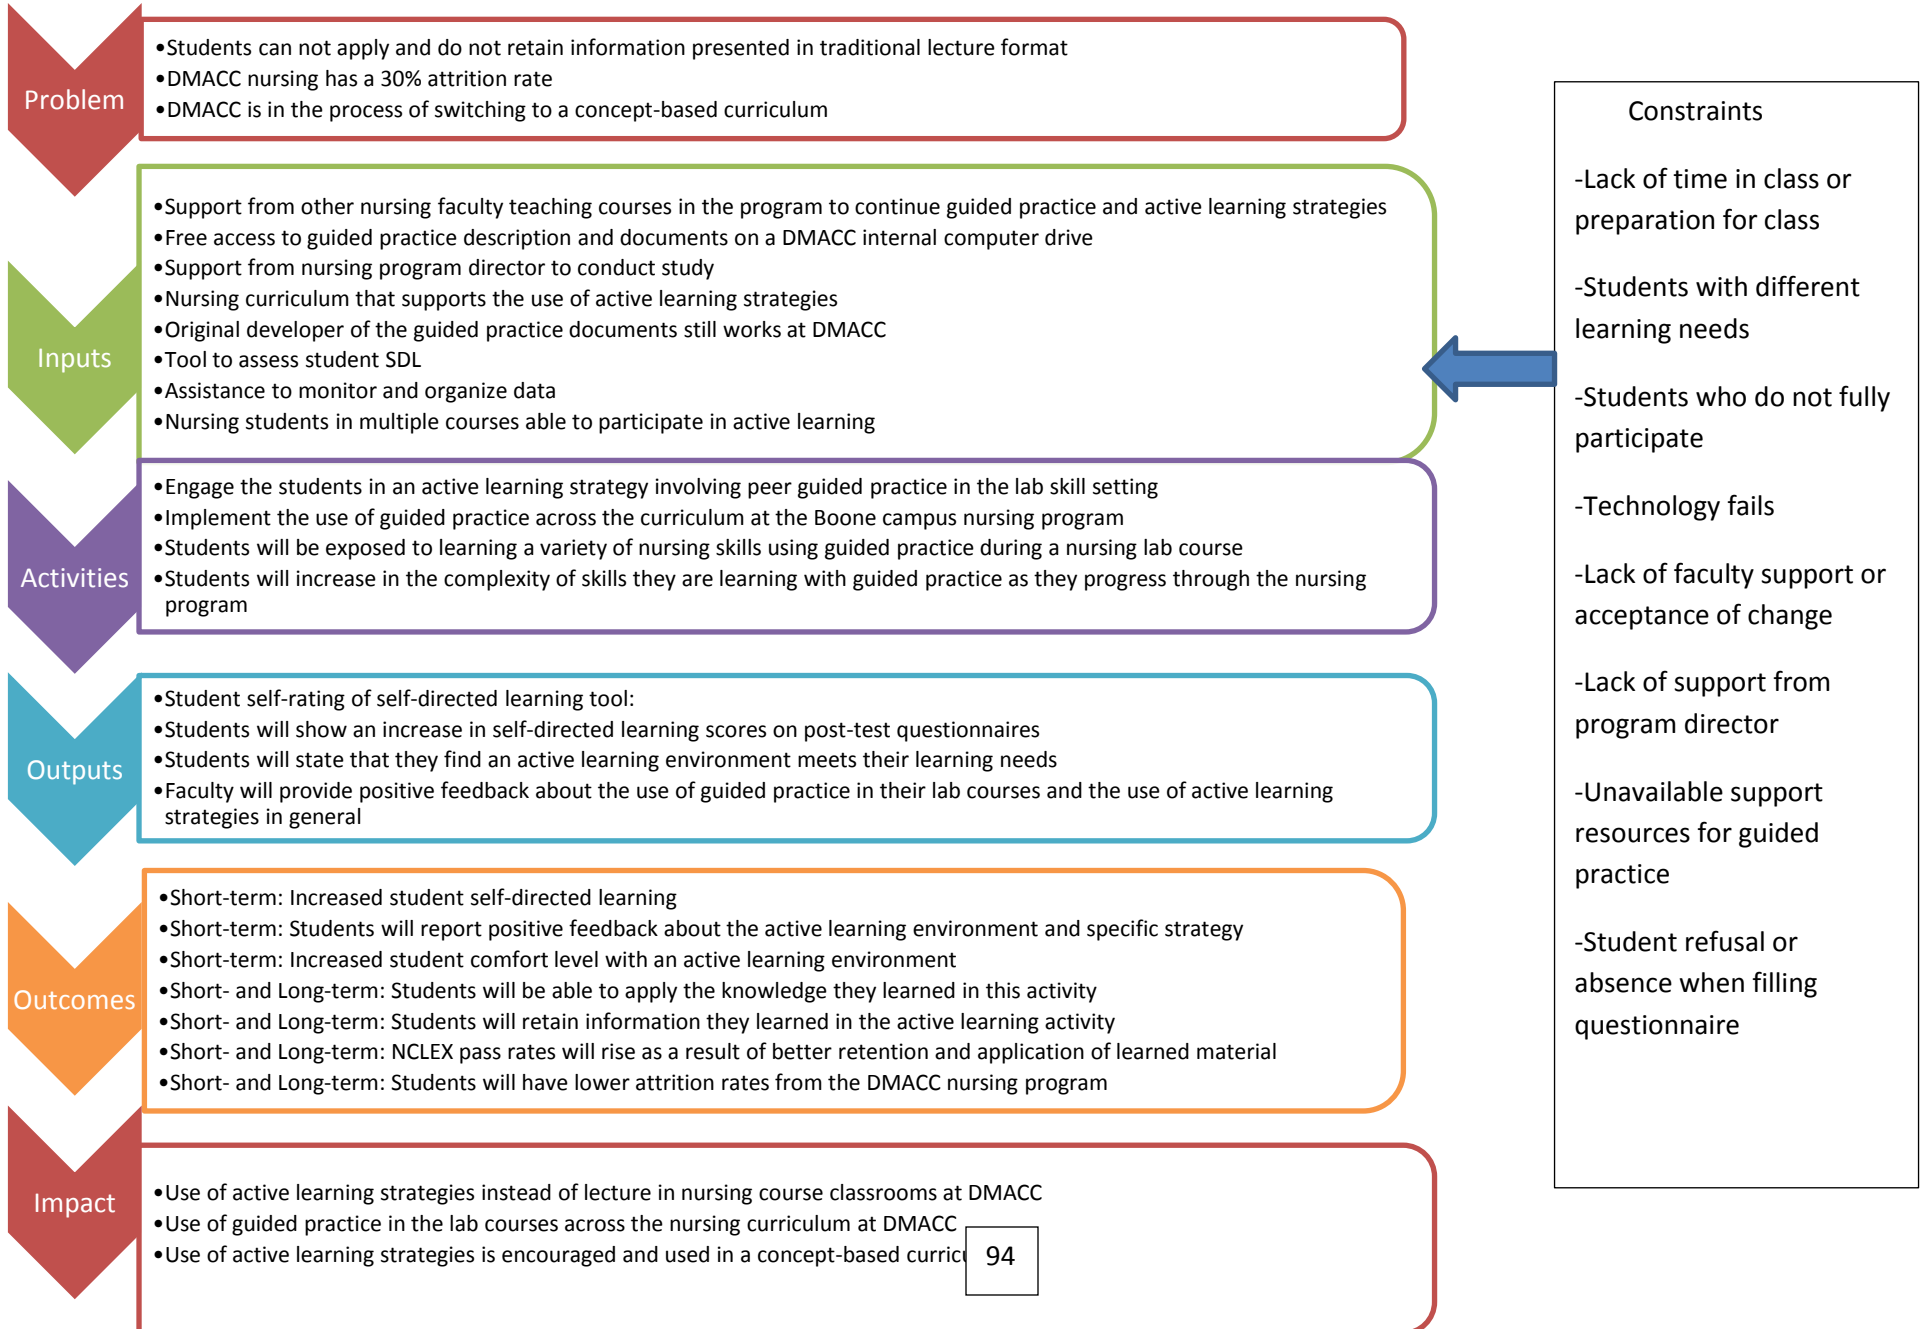 Problem
•Students can not apply and do not retain information presented in traditional lecture format
•DMACC nursing has a 30% attrition rate
•DMACC is in the process of switching to a concept-based curriculum
Inputs
•Support from other nursing faculty teaching courses in the program to continue guided practice and active learning strategies
•Free access to guided practice description and documents on a DMACC internal computer drive
•Support from nursing program director to conduct study
•Nursing curriculum that supports the use of active learning strategies
•Original developer of the guided practice documents still works at DMACC
•Tool to assess student SDL
•Assistance to monitor and organize data
•Nursing students in multiple courses able to participate in active learning
Activities
•Engage the students in an active learning strategy involving peer guided practice in the lab skill setting
•Implement the use of guided practice across the curriculum at the Boone campus nursing program
•Students will be exposed to learning a variety of nursing skills using guided practice during a nursing lab course
•Students will increase in the complexity of skills they are learning with guided practice as they progress through the nursing
program
Outputs
•Student self-rating of self-directed learning tool:
•Students will show an increase in self-directed learning scores on post-test questionnaires
•Students will state that they find an active learning environment meets their learning needs
•Faculty will provide positive feedback about the use of guided practice in their lab courses and the use of active learning
strategies in general
Outcomes
•Short-term: Increased student self-directed learning
•Short-term: Students will report positive feedback about the active learning environment and specific strategy
•Short-term: Increased student comfort level with an active learning environment
•Short- and Long-term: Students will be able to apply the knowledge they learned in this activity
•Short- and Long-term: Students will retain information they learned in the active learning activity
•Short- and Long-term: NCLEX pass rates will rise as a result of better retention and application of learned material
•Short- and Long-term: Students will have lower attrition rates from the DMACC nursing program
Impact
•Use of active learning strategies instead of lecture in nursing course classrooms at DMACC
•Use of guided practice in the lab courses across the nursing curriculum at DMACC
•Use of active learning strategies is encouraged and used in a concept-based
94
Constraints
-Lack of time in class or
preparation for class
-Students with different
learning needs
-Students who do not fully
participate
-Technology fails
-Lack of faculty support or
acceptance of change
-Lack of support from
program director
-Unavailable support
resources for guided
practice
-Student refusal or
absence when filling
questionnaire